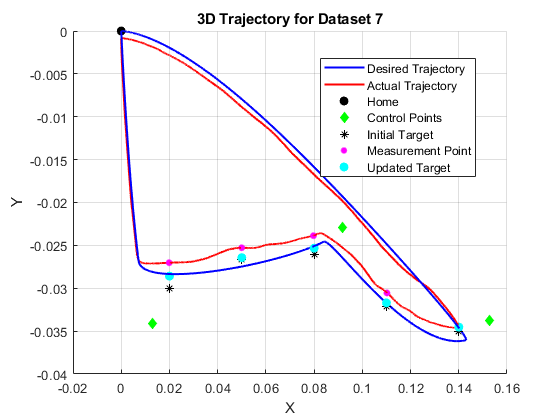 3D Trajectory for Dataset 7
0
-0.005
-0.01
-0.015
-0.02
-0.025
-0.03
-0.035
-0.04
Y
Desired Trajectory
Actual Trajectory
Home
Control Points
Initial Target
Measurement Point
Updated Target
-0.02
0
0.02
0.04
0.06
0.08
0.1
0.12
0.14
0.16
X